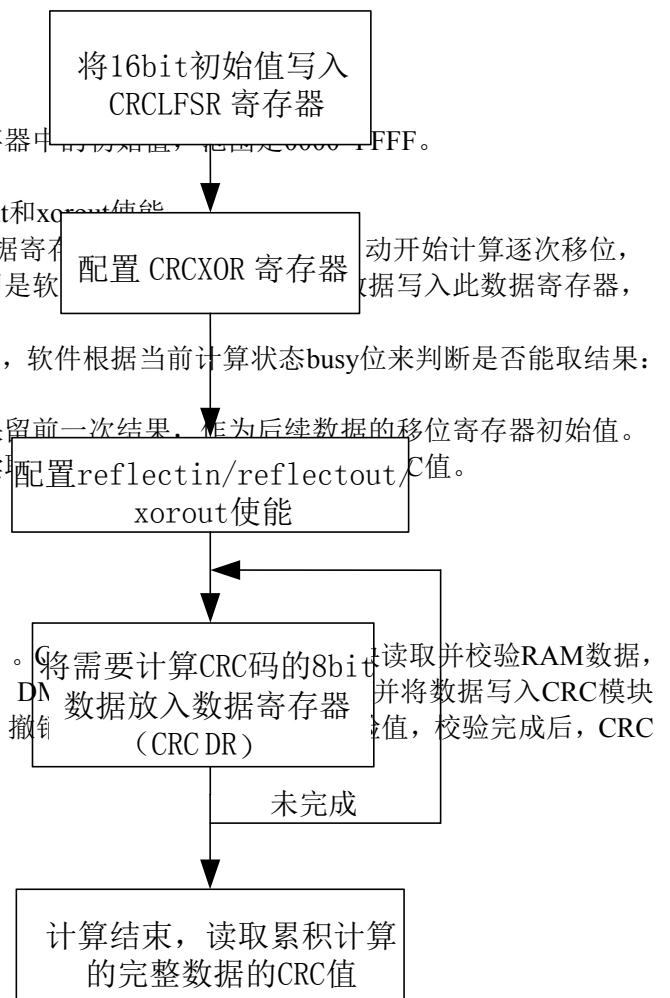 将16bit初始值写入
CRCLFSR 寄存器
器中的初始值，范围是0000 FFFF。
t和xorout使能
据寄存 动开始计算逐次移位，
配置 CRCXOR 寄存器
是软 数据写入此数据寄存器，
，软件根据当前计算状态busy位来判断是否能取结果：
留前一次结果，作为后续数据的移位寄存器初始值。
配置reflectin/reflectout/ C值。
xorout使能
。 读取并校验RAM数据，
将需要计算CRC码的8bit
DM 并将数据写入CRC模块
数据放入数据寄存器
撤销 验值，校验完成后，CRC
（CRC DR）
未完成
计算结束，读取累积计算
的完整数据的CRC值